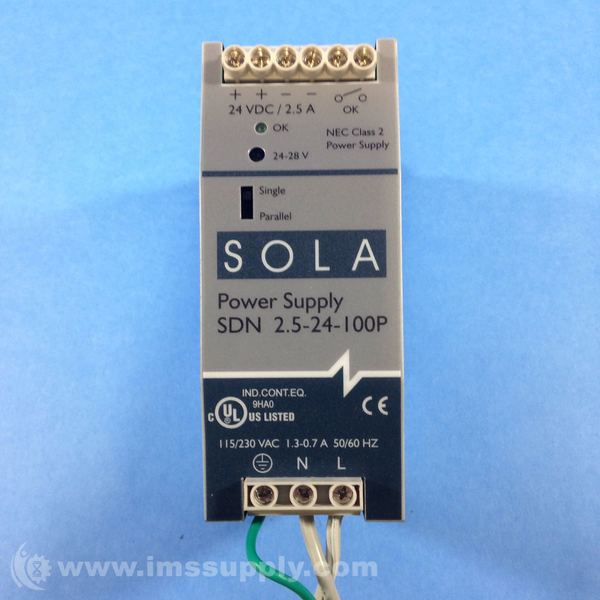 + + - -
24 VDC / 2.5 A
OK
OK
NEC Class 2
Power Supply
24-28 V
Single
Parallel
SOLA
Power Supply
SDN 2.5-24-100P
IND.CONT.EQ.
9HA0
c UL US LISTED
CE
115/230 VAC 1.3-0.7 A 50/60 HZ
N L
www.imssupply.com